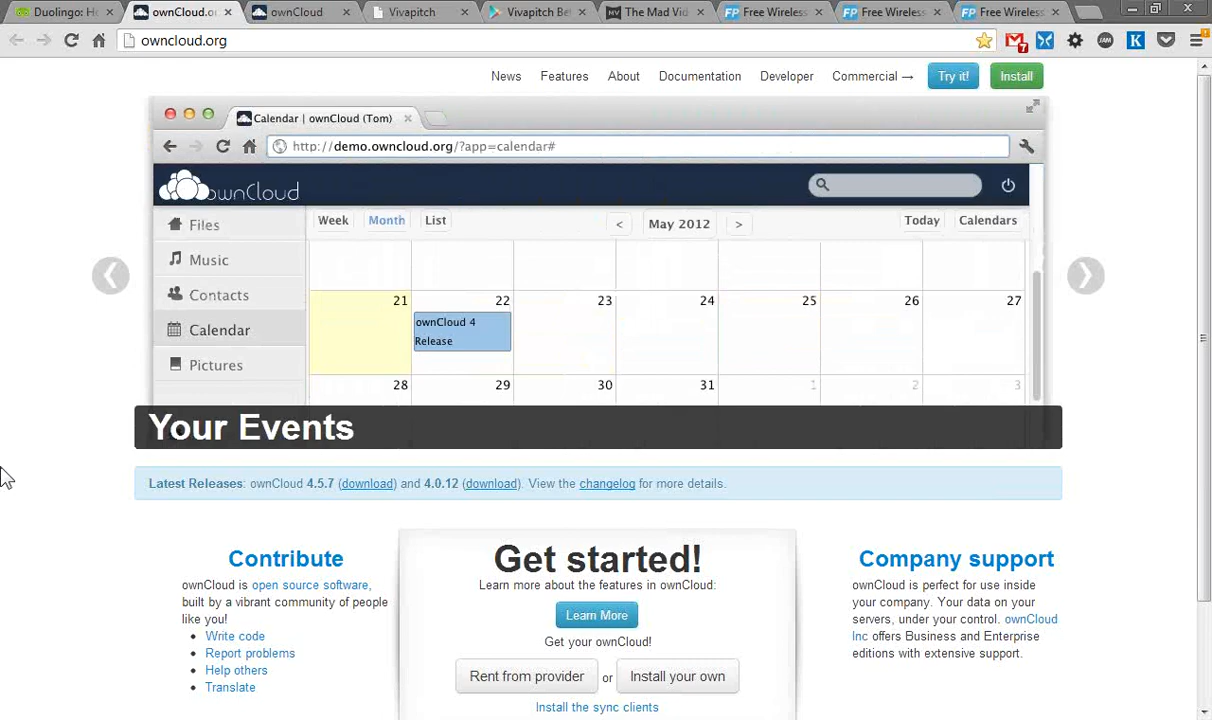 Duolingo: H
ownCloud.o
ownCloud
Vivapitch
Vivapitch Be
The Mad Vid
Free Wireless
Free Wireless
Free Wireless
owncloud.org
7
JAM
K
News Features About Documentation Developer Commercial → Try it! Install
Calendar | ownCloud (Tom)
http://demo.owncloud.org/?app=calendar#
ownCloud
Files
Music
Contacts
Calendar
Pictures
Week Month List < May 2012 > Today Calendars
21 22 23 24 25 26 27
ownCloud 4
Release
28 29 30 31 1 2 3
Your Events
Latest Releases: ownCloud 4.5.7 (download) and 4.0.12 (download). View the changelog for more details.
Contribute
ownCloud is open source software,
built by a vibrant community of people
like you!
Write code
Report problems
Help others
Translate
Get started!
Learn more about the features in ownCloud:
Learn More
Get your ownCloud!
Rent from provider or Install your own
Install the sync clients
Company support
ownCloud is perfect for use inside
your company. Your data on your
servers, under your control. ownCloud
Inc offers Business and Enterprise
editions with extensive support.